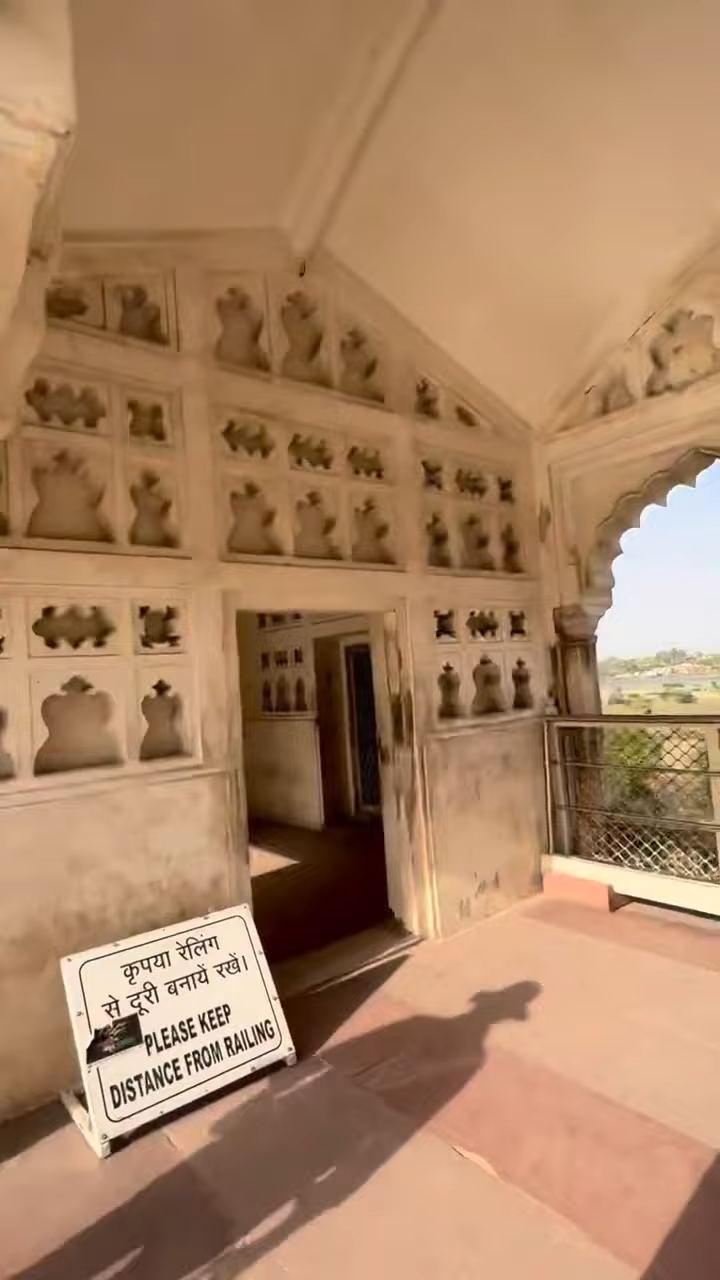 कृपया रेलिंग
से दूरी बनायें रखें।
PLEASE KEEP
DISTANCE FROM RAILING